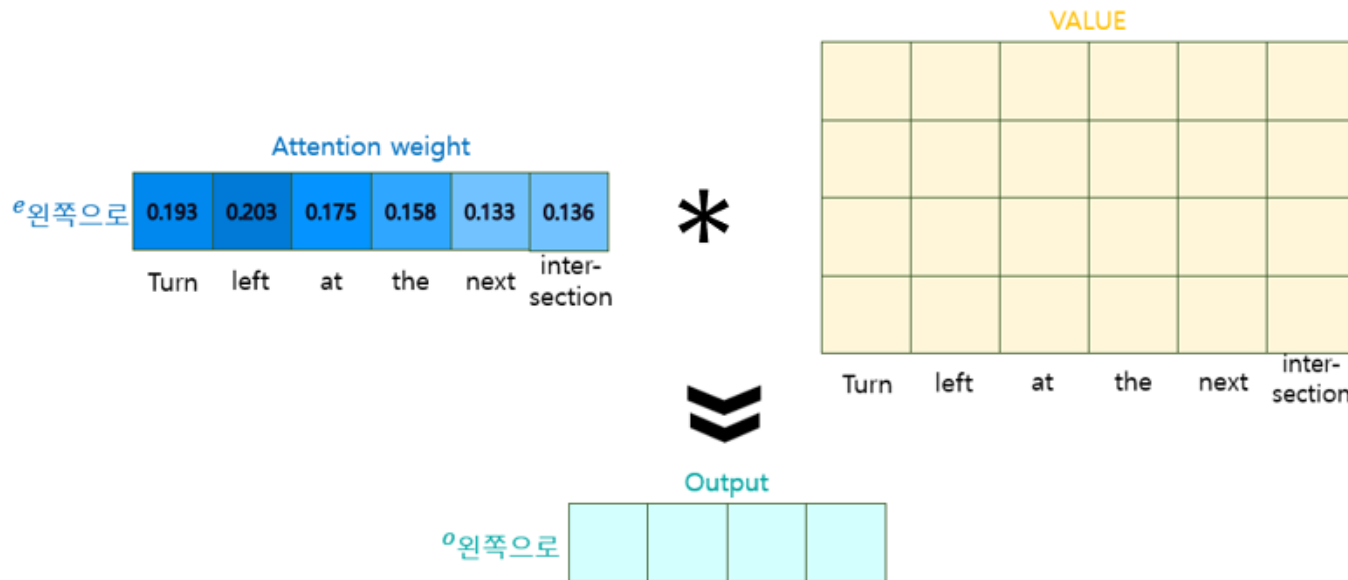 VALUE
Attention weight
e왼쪽으로 0.193 0.203 0.175 0.158 0.133 0.136
*
Turn left at the next inter-
section
Turn left at the next inter-
section
Output
o왼쪽으로